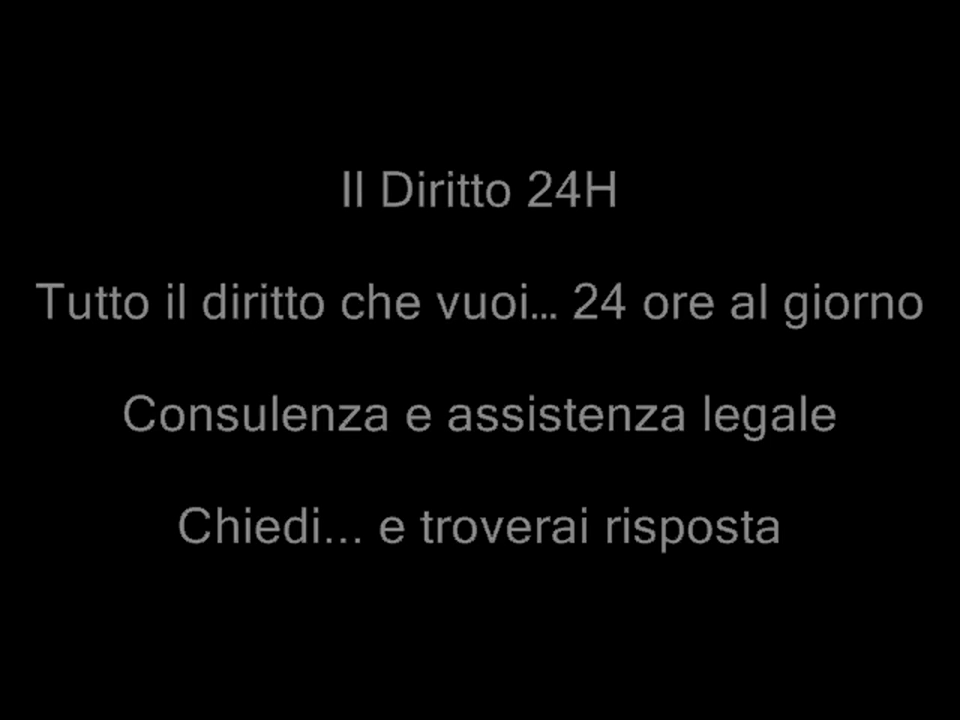 Il Diritto 24H
Tutto il diritto che vuoi… 24 ore al giorno
Consulenza e assistenza legale
Chiedi... e troverai risposta